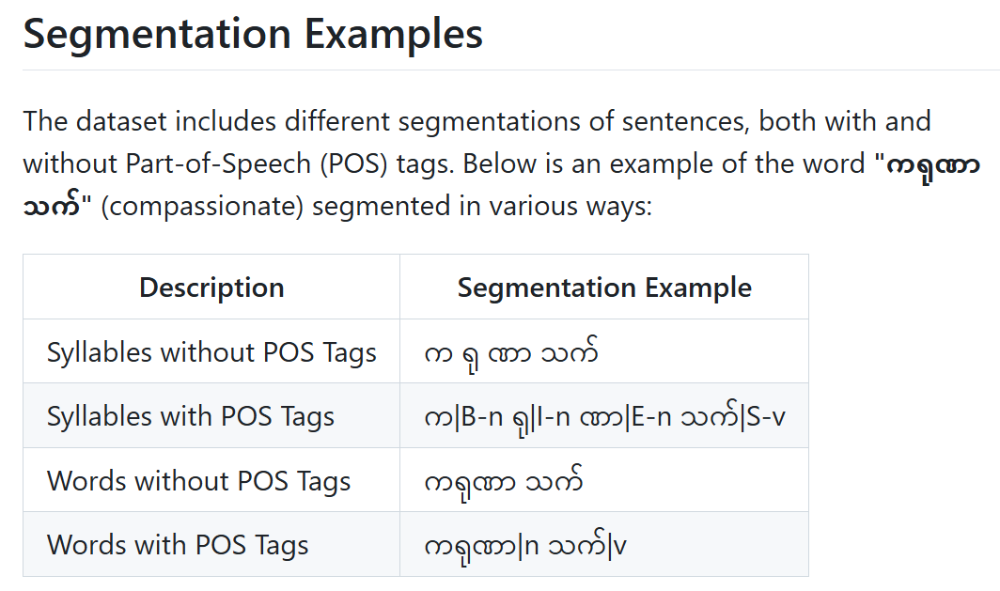 Segmentation Examples
The dataset includes different segmentations of sentences, both with and
without Part-of-Speech (POS) tags. Below is an example of the word "ကရုဏာ
သက်" (compassionate) segmented in various ways:
Description Segmentation Example
Syllables without POS Tags က ရု ဏာ သက်
Syllables with POS Tags က|B-n ရု|I-n ဏာ|E-n သက်|S-v
Words without POS Tags ကရုဏာ သက်
Words with POS Tags ကရုဏာ|n သက်|v